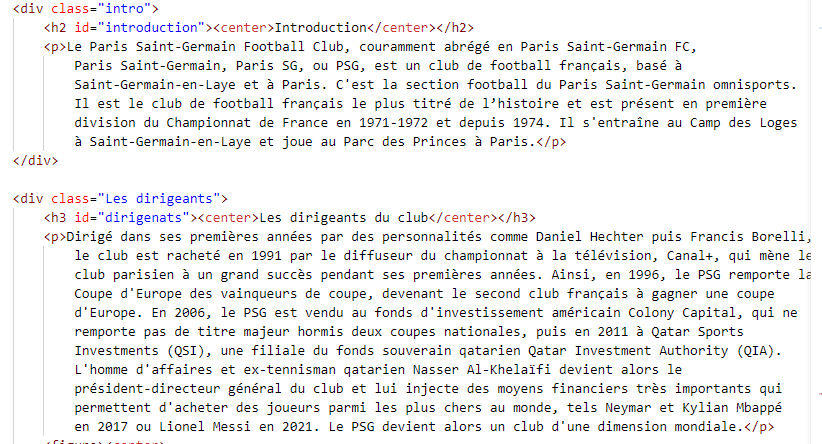 <div class="intro">
<h2 id="introduction"><center>Introduction</center></h2>
<p>Le Paris Saint-Germain Football Club, couramment abrégé en Paris Saint-Germain FC,
Paris Saint-Germain, Paris SG, ou PSG, est un club de football français, basé à
Saint-Germain-en-Laye et à Paris. C'est la section football du Paris Saint-Germain omnisports.
Il est le club de football français le plus titré de l’histoire et est présent en première
division du Championnat de France en 1971-1972 et depuis 1974. Il s'entraîne au Camp des Loges
à Saint-Germain-en-Laye et joue au Parc des Princes à Paris.</p>
</div>
<div class="Les dirigeants">
<h3 id="dirigenats"><center>Les dirigeants du club</center></h3>
<p>Dirigé dans ses premières années par des personnalités comme Daniel Hechter puis Francis Borelli,
le club est racheté en 1991 par le diffuseur du championnat à la télévision, Canal+, qui mène le
club parisien à un grand succès pendant ses premières années. Ainsi, en 1996, le PSG remporte la
Coupe d'Europe des vainqueurs de coupe, devenant le second club français à gagner une coupe
d'Europe. En 2006, le PSG est vendu au fonds d'investissement américain Colony Capital, qui ne
remporte pas de titre majeur hormis deux coupes nationales, puis en 2011 à Qatar Sports
Investments (QSI), une filiale du fonds souverain qatarien Qatar Investment Authority (QIA).
L'homme d'affaires et ex-tennisman qatarien Nasser Al-Khelaïfi devient alors le
président-directeur général du club et lui injecte des moyens financiers très importants qui
permettent d'acheter des joueurs parmi les plus chers au monde, tels Neymar et Kylian Mbappé
en 2017 ou Lionel Messi en 2021. Le PSG devient alors un club d'une dimension mondiale.</p>
<figure><center>